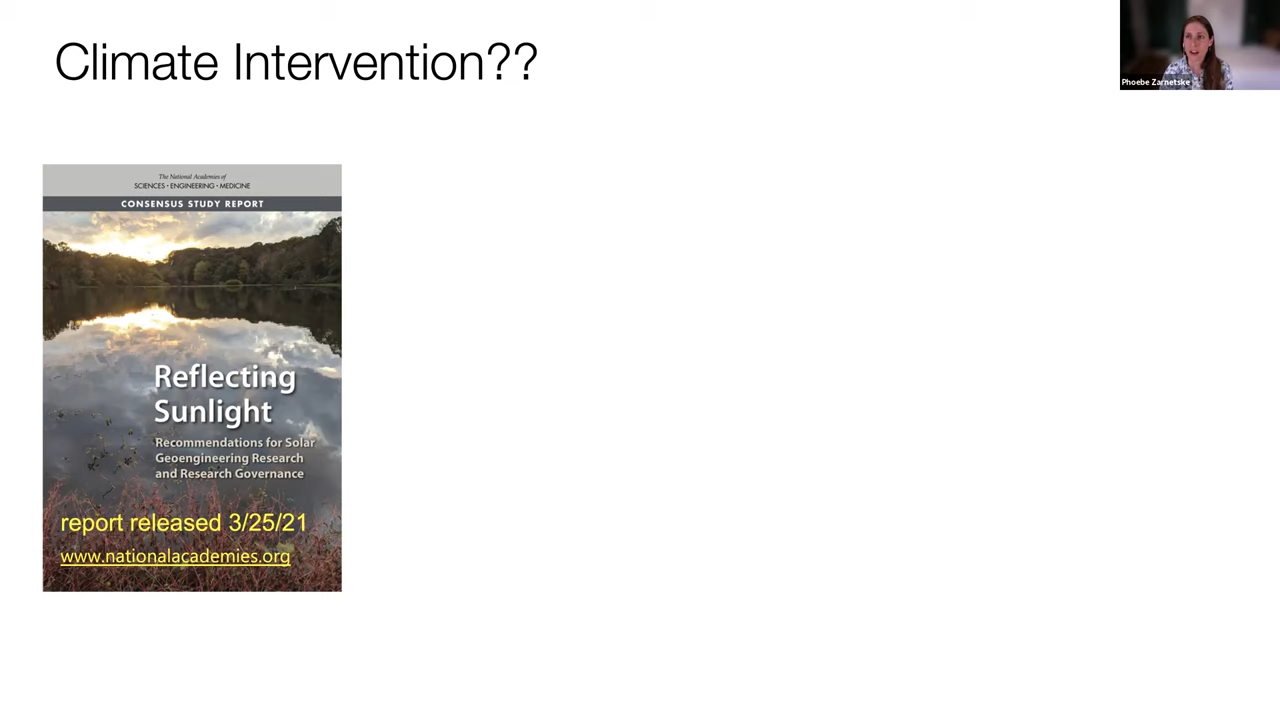 Climate Intervention??
Phoebe Zarnetske
The National Academies of
SCIENCES • ENGINEERING • MEDICINE
CONSENSUS STUDY REPORT
Reflecting
Sunlight
Recommendations for Solar
Geoengineering Research
and Research Governance
report released 3/25/21
www.nationalacademies.org